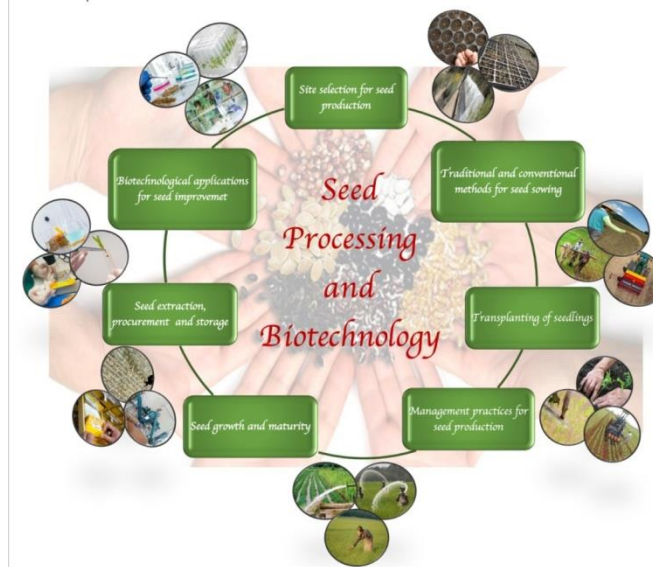 Seed
Processing
and
Biotechnology
Site selection for seed
production
Traditional and conventional
methods for seed sowing
Transplanting of seedlings
Management practices for
seed production
Seed growth and maturity
Seed extraction,
procurement and storage
Biotechnological applications
for seed improvemet